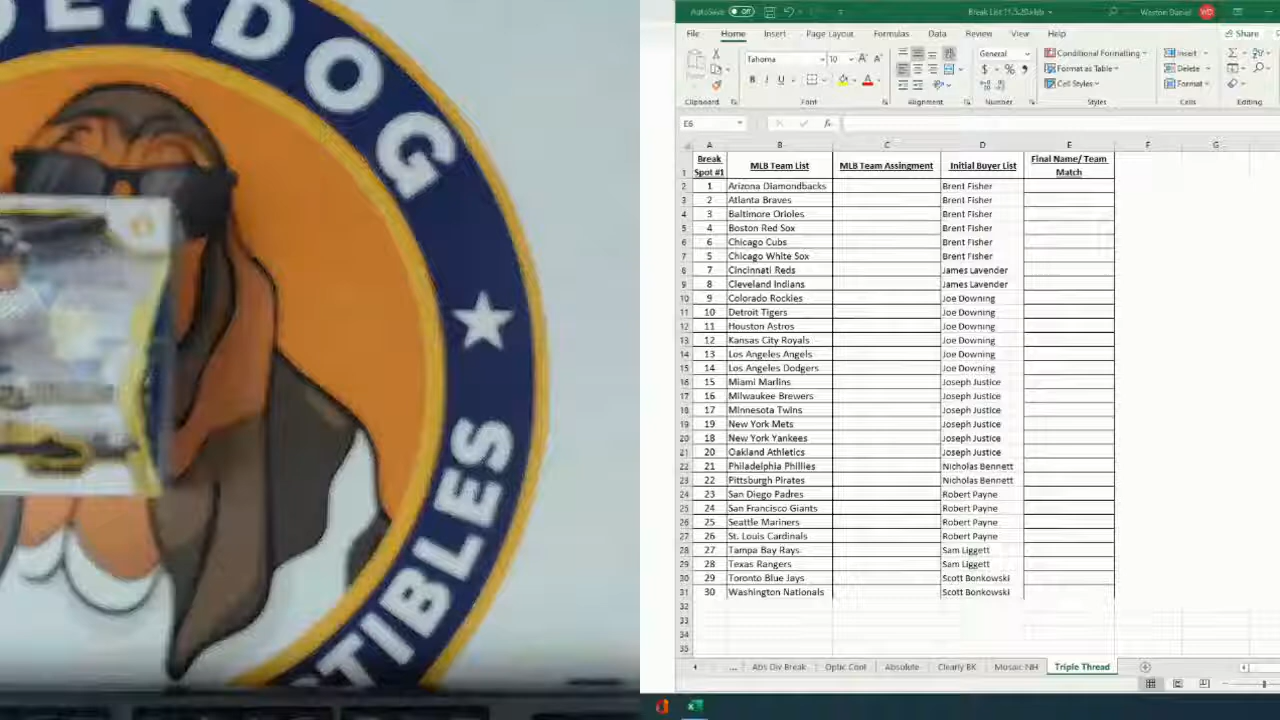 ERDOG
TIBLES
AutoSave Off
File Home Insert Page Layout Formulas Data Review View Help
Share
Tahoma 10
General
Conditional Formatting
Format as Table
Cell Styles
Insert
Delete
Format
Clipboard Font Alignment Number Styles Cells Editing
E6
A B C D E F G
Break Spot #1 MLB Team List MLB Team Assingment Initial Buyer List Final Name/ Team Match
1 Arizona Diamondbacks Brent Fisher
2 Atlanta Braves Brent Fisher
3 Baltimore Orioles Brent Fisher
4 Boston Red Sox Brent Fisher
6 Chicago Cubs Brent Fisher
5 Chicago White Sox Brent Fisher
7 Cincinnati Reds James Lavender
8 Cleveland Indians James Lavender
9 Colorado Rockies Joe Downing
10 Detroit Tigers Joe Downing
11 Houston Astros Joe Downing
12 Kansas City Royals Joe Downing
13 Los Angeles Angels Joe Downing
14 Los Angeles Dodgers Joe Downing
15 Miami Marlins Joseph Justice
16 Milwaukee Brewers Joseph Justice
17 Minnesota Twins Joseph Justice
19 New York Mets Joseph Justice
18 New York Yankees Joseph Justice
20 Oakland Athletics Joseph Justice
21 Philadelphia Phillies Nicholas Bennett
22 Pittsburgh Pirates Nicholas Bennett
23 San Diego Padres Robert Payne
24 San Francisco Giants Robert Payne
25 Seattle Mariners Robert Payne
26 St. Louis Cardinals Robert Payne
27 Tampa Bay Rays Sam Liggett
28 Texas Rangers Sam Liggett
29 Toronto Blue Jays Scott Bonkowski
30 Washington Nationals Scott Bonkowski
... Abs Div Break Optic Cont Absolute Clearly BK Mosaic NH Triple Thread